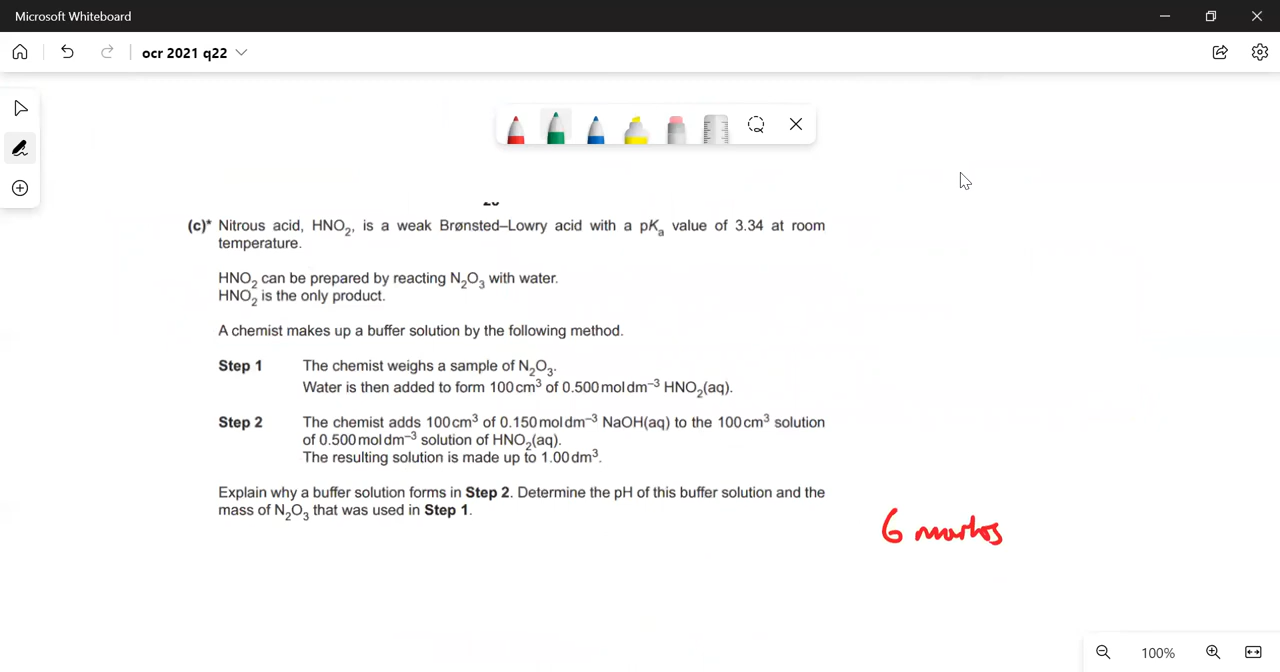 Microsoft Whiteboard
ocr 2021 q22
(c)* Nitrous acid, HNO₂, is a weak Brønsted–Lowry acid with a pKₐ value of 3.34 at room
temperature.
HNO₂ can be prepared by reacting N₂O₃ with water.
HNO₂ is the only product.
A chemist makes up a buffer solution by the following method.
Step 1 The chemist weighs a sample of N₂O₃.
Water is then added to form 100 cm³ of 0.500 mol dm⁻³ HNO₂(aq).
Step 2 The chemist adds 100 cm³ of 0.150 mol dm⁻³ NaOH(aq) to the 100 cm³ solution
of 0.500 mol dm⁻³ solution of HNO₂(aq).
The resulting solution is made up to 1.00 dm³.
Explain why a buffer solution forms in Step 2. Determine the pH of this buffer solution and the
mass of N₂O₃ that was used in Step 1.
6 marks
100%